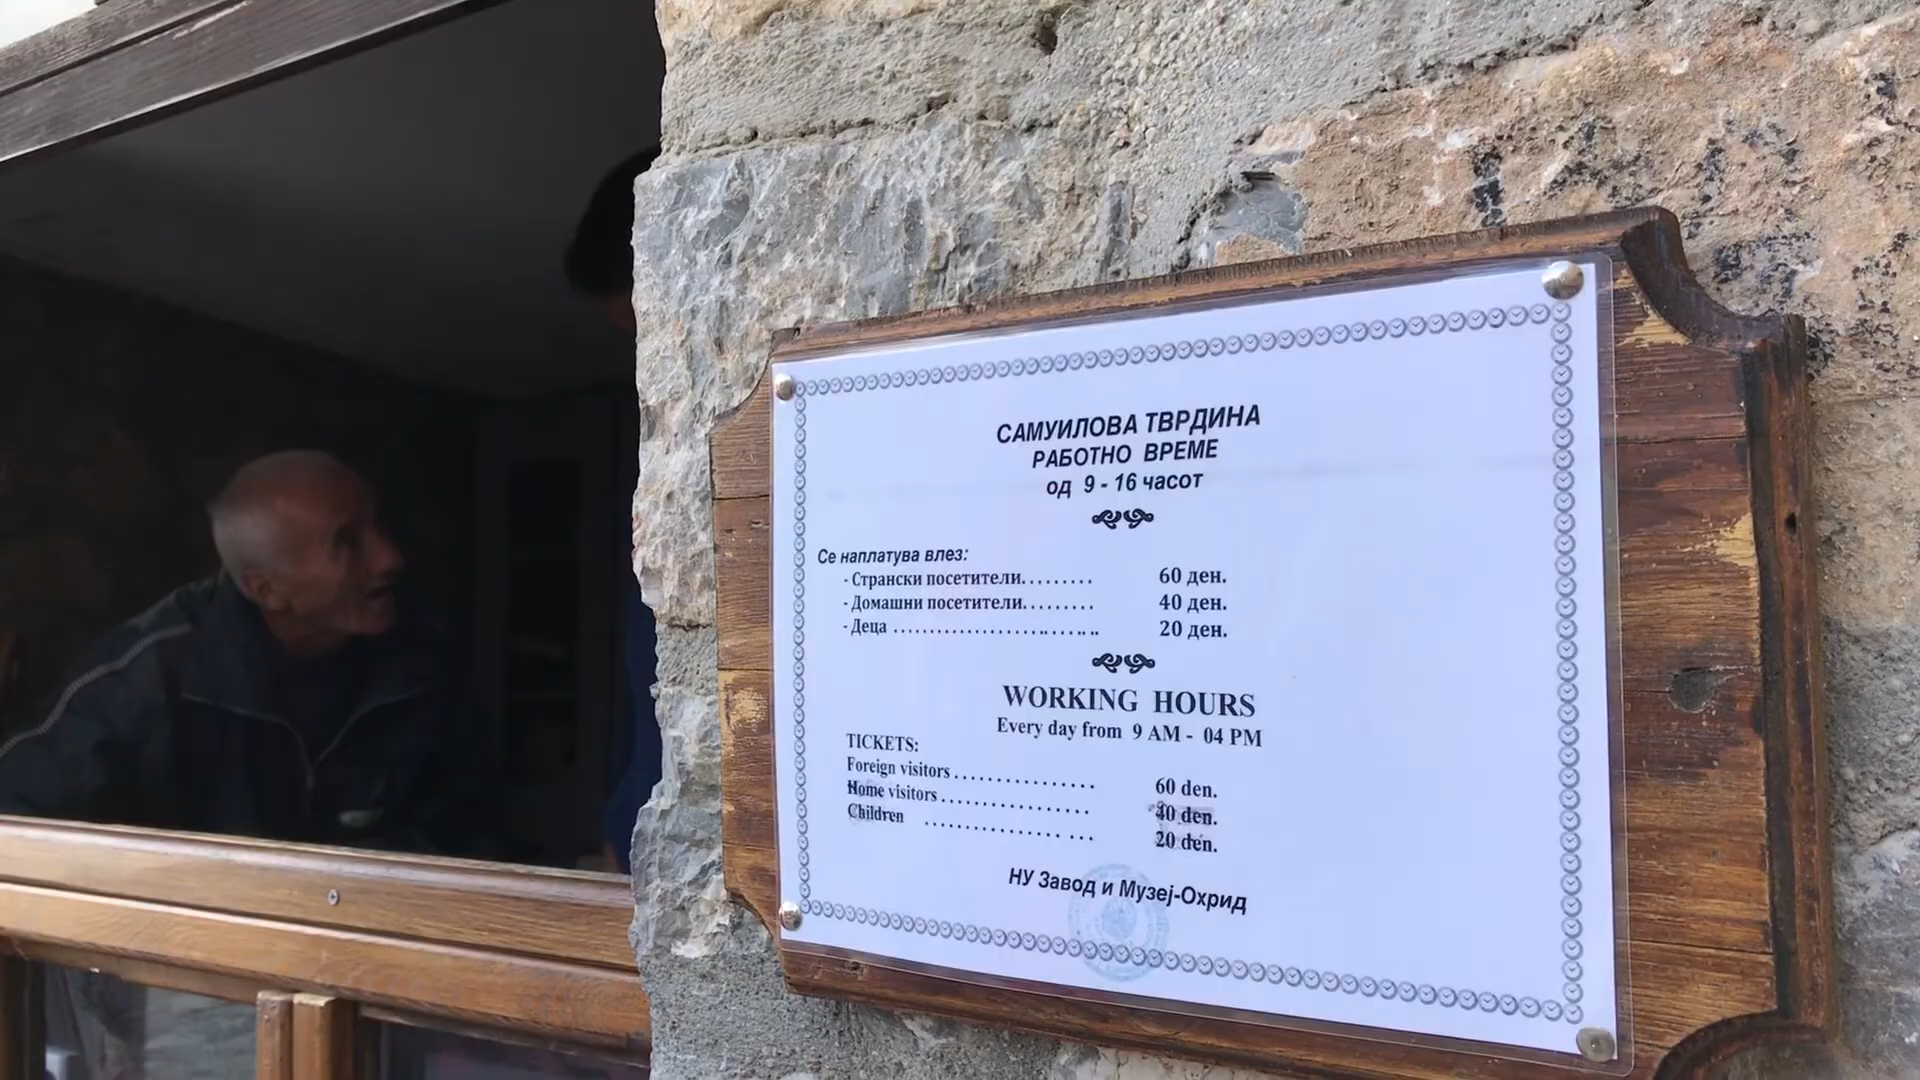 САМУИЛОВА ТВРДИНА
РАБОТНО ВРЕМЕ
од 9 - 16 часот
Се наплатува влез:
- Странски посетители......... 60 ден.
- Домашни посетители......... 40 ден.
- Деца ............................ 20 ден.
WORKING HOURS
Every day from 9 AM - 04 PM
TICKETS:
Foreign visitors................ 60 den.
Home visitors................. 40 den.
Children ................... 20 den.
НУ Завод и Музеј-Охрид